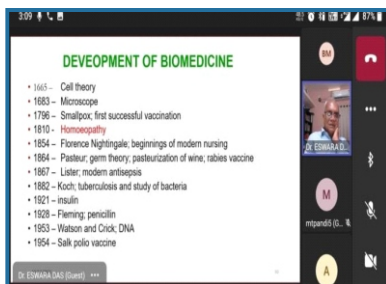 3:09
87%
DEVEOPMENT OF BIOMEDICINE
• 1665 – Cell theory
• 1683 – Microscope
• 1796 – Smallpox; first successful vaccination
• 1810 - Homoeopathy
• 1854 – Florence Nightingale; beginnings of modern nursing
• 1864 – Pasteur; germ theory; pasteurization of wine; rabies vaccine
• 1867 – Lister; modern antisepsis
• 1882 – Koch; tuberculosis and study of bacteria
• 1921 – insulin
• 1928 – Fleming; penicillin
• 1953 – Watson and Crick; DNA
• 1954 – Salk polio vaccine
Dr. ESWARA DAS (Guest) •••
BM
Dr. ESWARA D...
M
mtpandi5 (G...
A